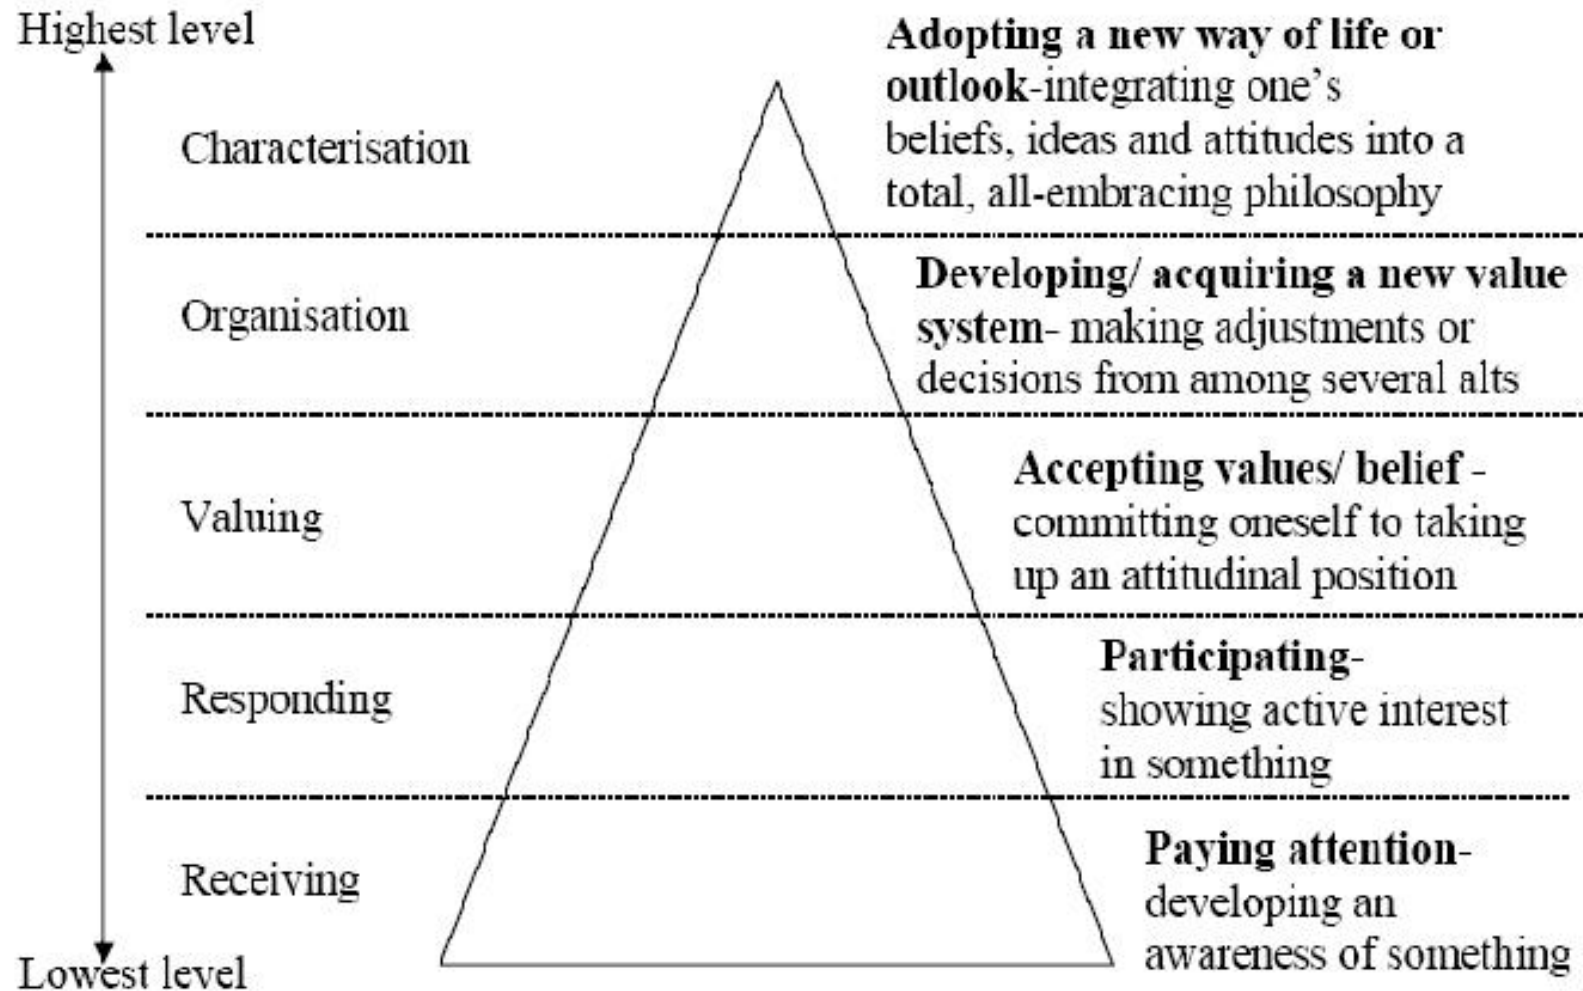 Highest level
Characterisation
Adopting a new way of life or
outlook-integrating one's
beliefs, ideas and attitudes into a
total, all-embracing philosophy
Organisation
Developing/ acquiring a new value
system- making adjustments or
decisions from among several alts
Valuing
Accepting values/ belief -
committing oneself to taking
up an attitudinal position
Responding
Participating-
showing active interest
in something
Receiving
Paying attention-
developing an
awareness of something
Lowest level